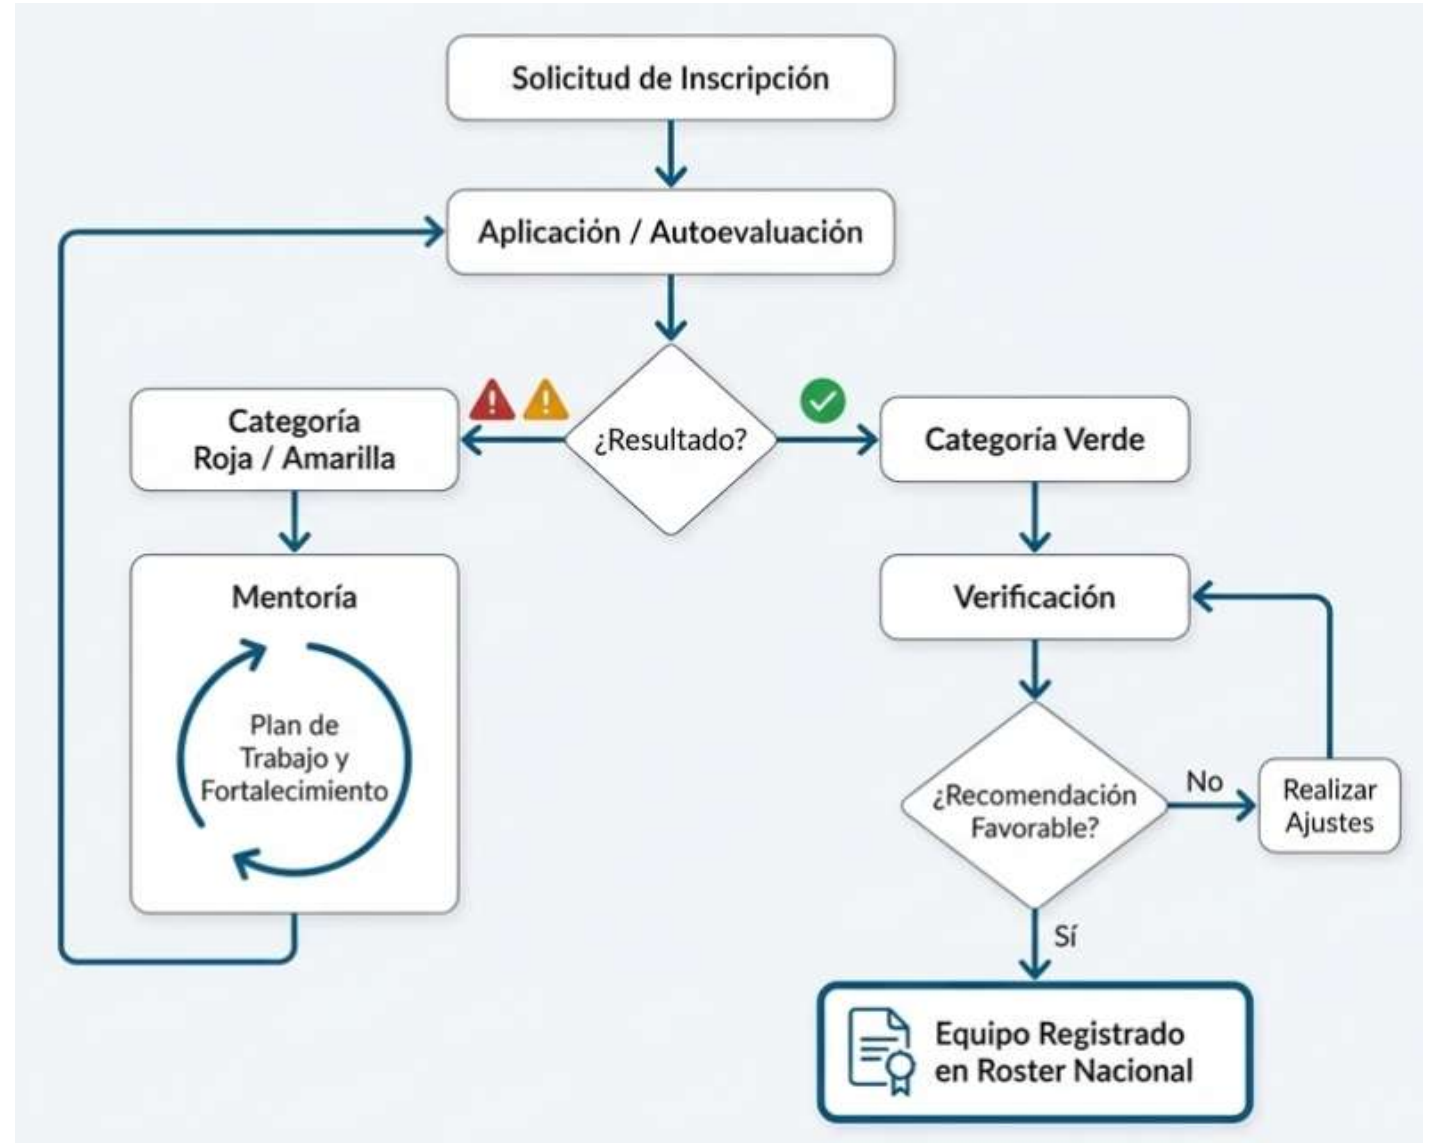 Solicitud de Inscripción
Aplicación / Autoevaluación
¿Resultado?
Categoría
Roja / Amarilla
Categoría Verde
Mentoría
Plan de
Trabajo y
Fortalecimiento
Verificación
¿Recomendación
Favorable?
No
Realizar
Ajustes
Sí
Equipo Registrado
en Roster Nacional